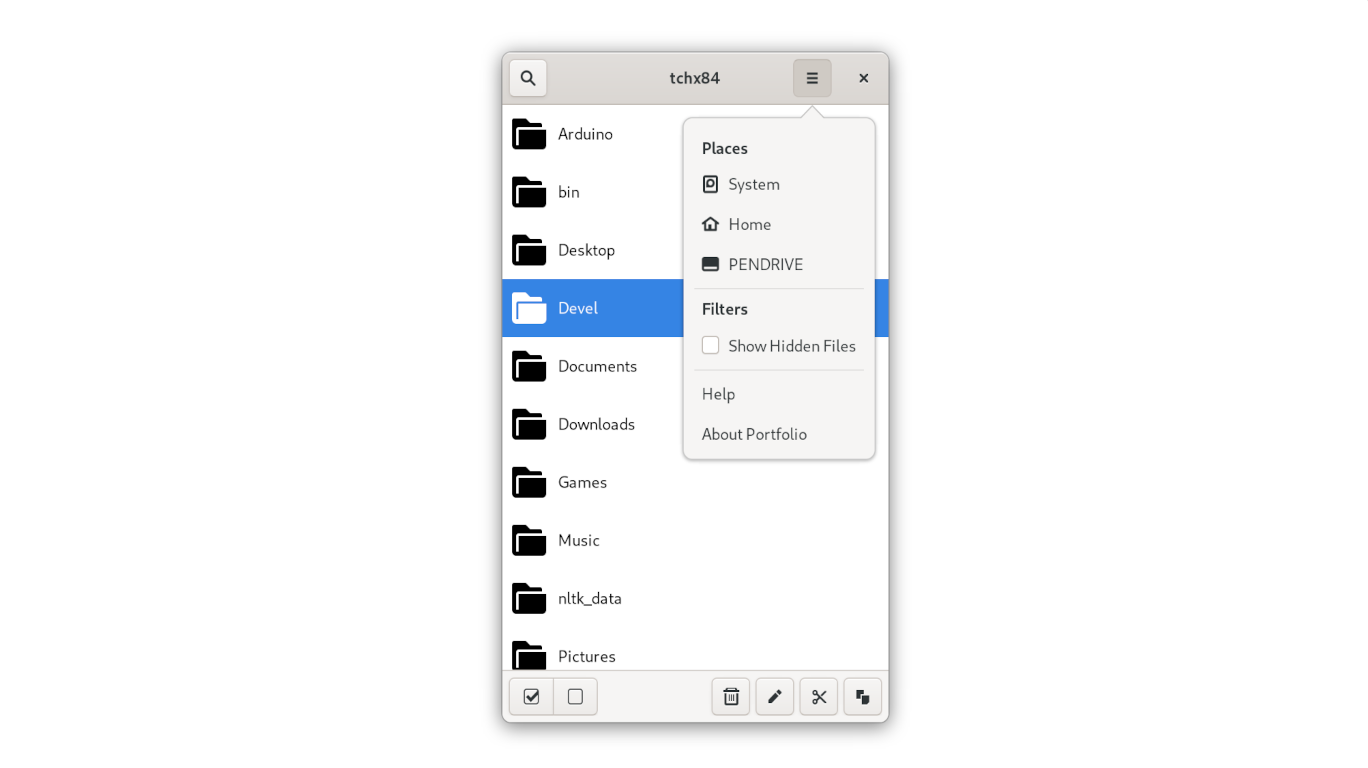 tchx84
Arduino
bin
Desktop
Devel
Documents
Downloads
Games
Music
nltk_data
Pictures
Places
System
Home
PENDRIVE
Filters
Show Hidden Files
Help
About Portfolio